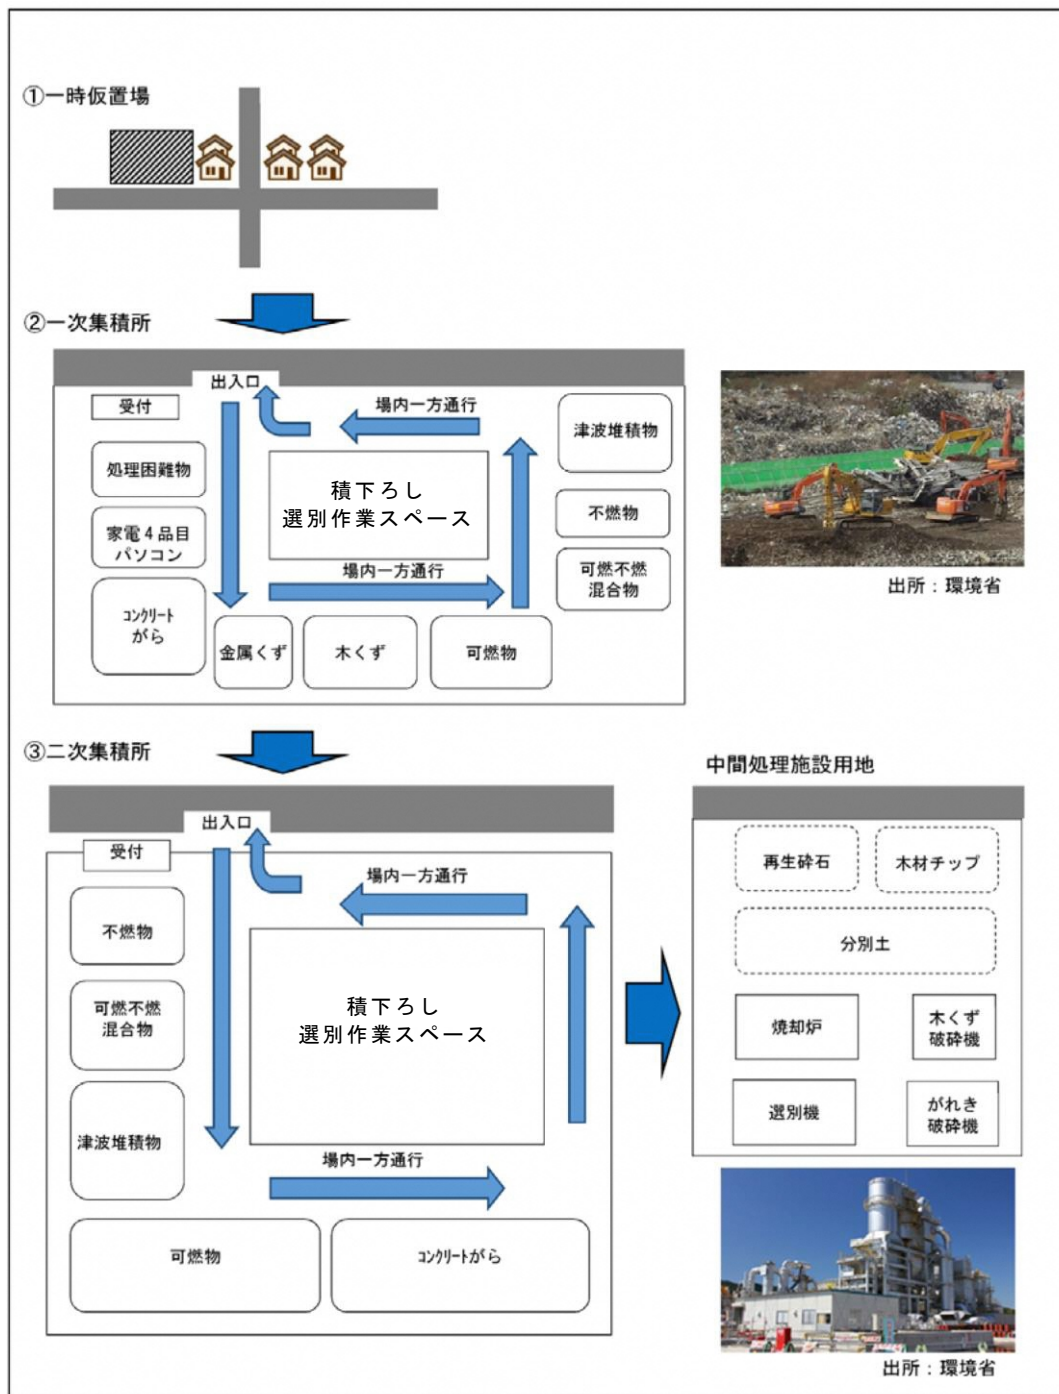 ①一時仮置場
②一次集積所
出入口
受付
場内一方通行
津波堆積物
処理困難物
積下ろし
選別作業スペース
不燃物
家電４品目
パソコン
場内一方通行
可燃不燃
混合物
出所：環境省
コンクリート
がら
金属くず
木くず
可燃物
③二次集積所
中間処理施設用地
出入口
受付
場内一方通行
再生砕石
木材チップ
不燃物
分別土
可燃不燃
混合物
積下ろし
選別作業スペース
焼却炉
木くず
破砕機
選別機
がれき
破砕機
津波堆積物
場内一方通行
可燃物
コンクリートがら
出所：環境省